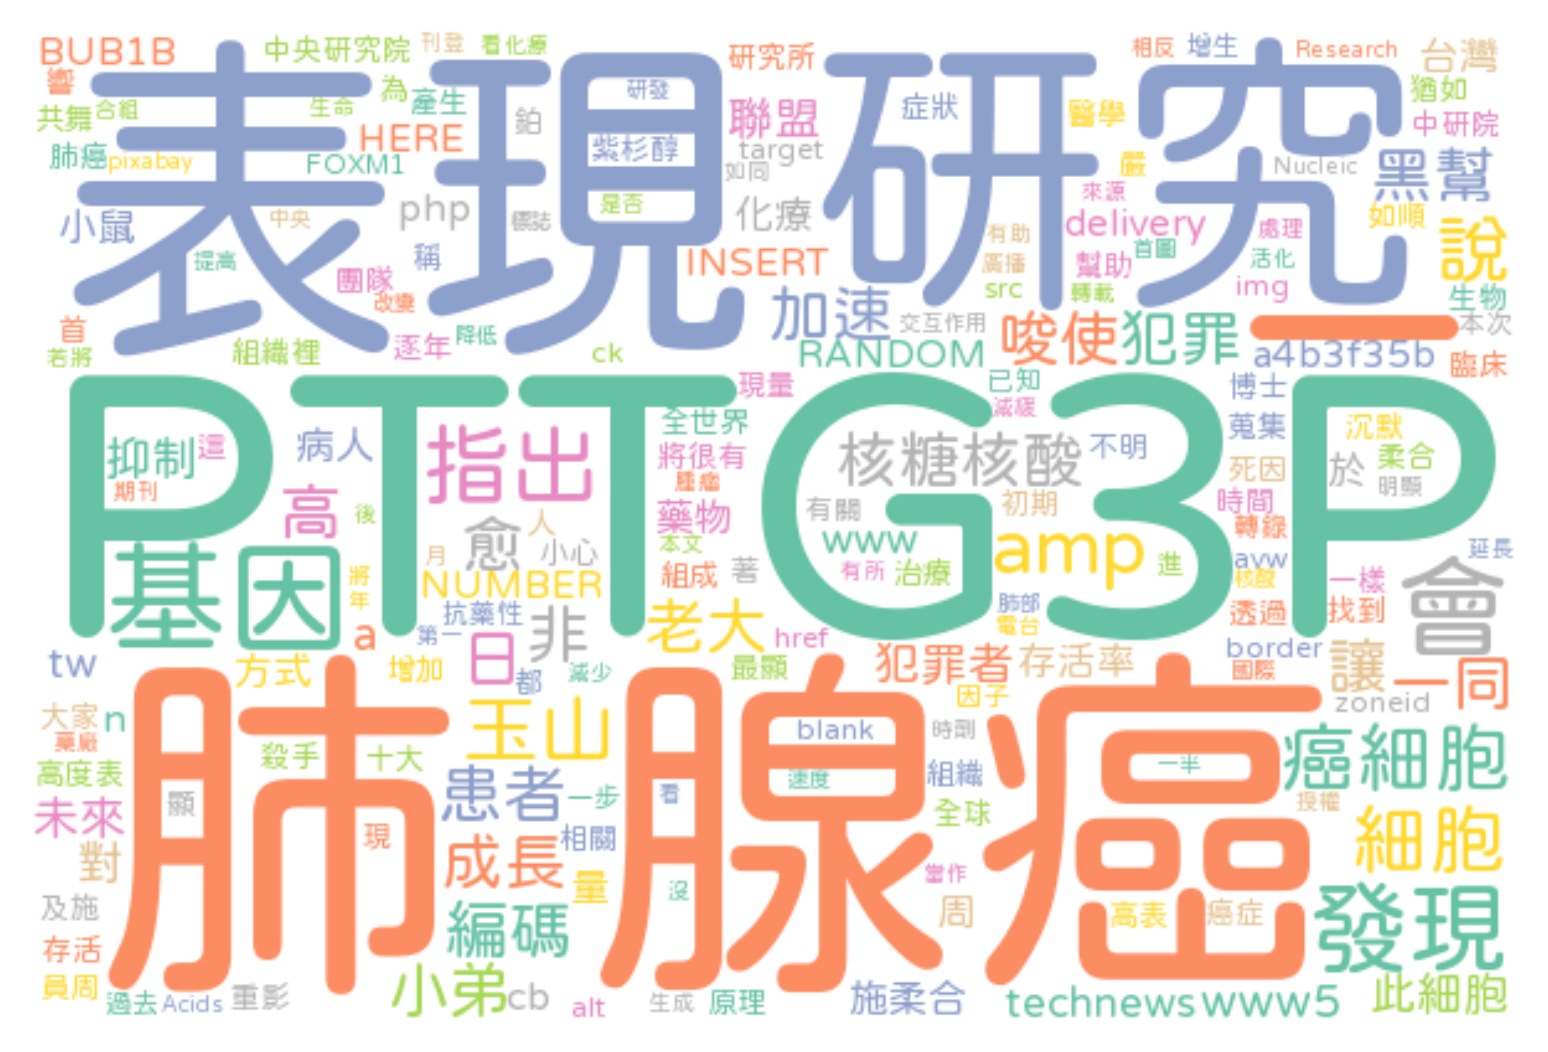 BUB1B 中央研究院 刊登 看化療 研究所 相反 增生 Research 台灣
響 為 產生 研發 聯盟 症狀 醫學 猶如
共舞 合組 生命 HERE 鉑 中研院
表現 研究
肺癌 pixabay FOXM1 紫杉醇 target 如同 嚴 Nucleic 黑幫
小鼠 中央 php 標誌 是否 化療 來源 delivery 處理 如順 說
提高 團隊 稱 INSERT 有助 廣播 幫助 首圖 活化
改變 src 轉載 img 生物
首 若將 組織裡 逐年 降低 ck 加速 交互作用 唆使 犯罪 一 本次
RANDOM a4b3f35b 臨床
現量 已知 減緩 博士
PTTG3P
抑制 這 病人 指出 全世界 將很有 核糖核酸 不明 蒐集 沉默 柔合
期刊 高 後 腫瘤 藥物 有關 初期 死因 時間 於 明顯
愈 人 小心 本文 www amp 進 轉錄 延長
基因 將 年 月 NUMBER 組成 著 有所 治療 avw 核酸 一樣 會
抗藥性 非 老大 肺部 電台 透過 找到
a 第一 日 href 犯罪者 存活率 border 讓 一同
tw 方式 增加 都 減少 最顯 因子 國際 zoneid
大家 n 玉山 blank 時劑
藥廠 殺手 十大 一半 癌細胞
肺腺癌
高度表 患者 一步 速度 組織 授權
未來 顯 現 看 相關 全球 細胞
對 成長 量 當作
及施 編碼 沒 周 高表 癌症 發現
存活
員周 過去 Acids 重影 小弟 cb alt 生成 原理 施柔合 technews www5 此細胞